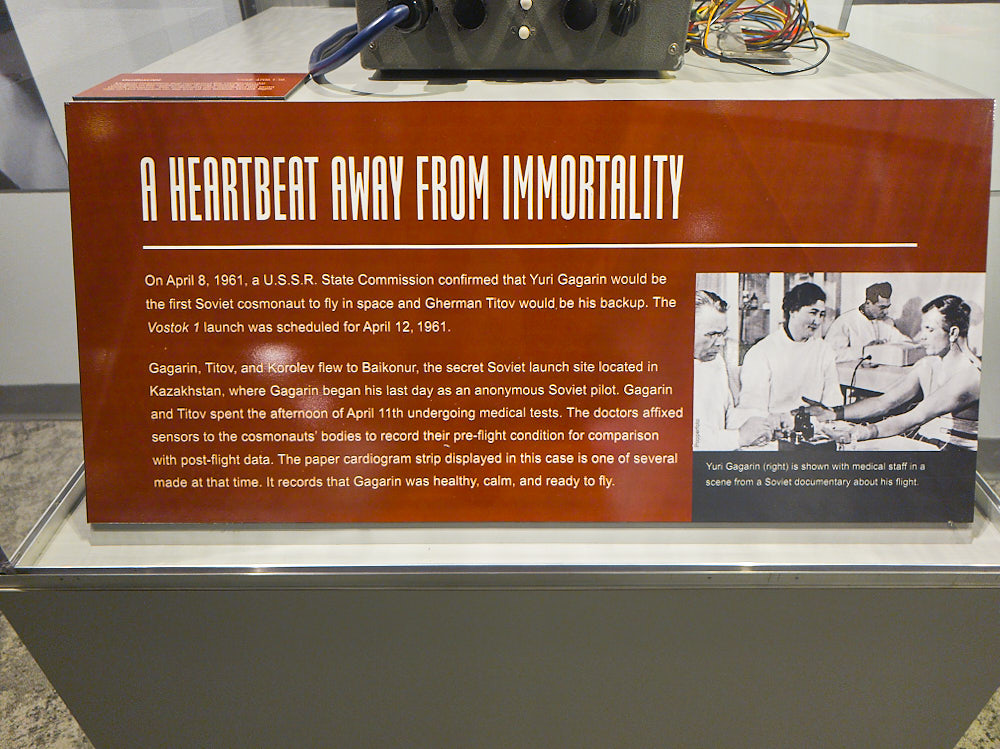 A HEARTBEAT AWAY FROM IMMORTALITY
On April 8, 1961, a U.S.S.R. State Commission confirmed that Yuri Gagarin would be
the first Soviet cosmonaut to fly in space and Gherman Titov would be his backup. The
Vostok 1 launch was scheduled for April 12, 1961.
Gagarin, Titov, and Korolev flew to Baikonur, the secret Soviet launch site located in
Kazakhstan, where Gagarin began his last day as an anonymous Soviet pilot. Gagarin
and Titov spent the afternoon of April 11th undergoing medical tests. The doctors affixed
sensors to the cosmonauts' bodies to record their pre-flight condition for comparison
with post-flight data. The paper cardiogram strip displayed in this case is one of several
made at that time. It records that Gagarin was healthy, calm, and ready to fly.
Yuri Gagarin (right) is shown with medical staff in a
scene from a Soviet documentary about his flight.